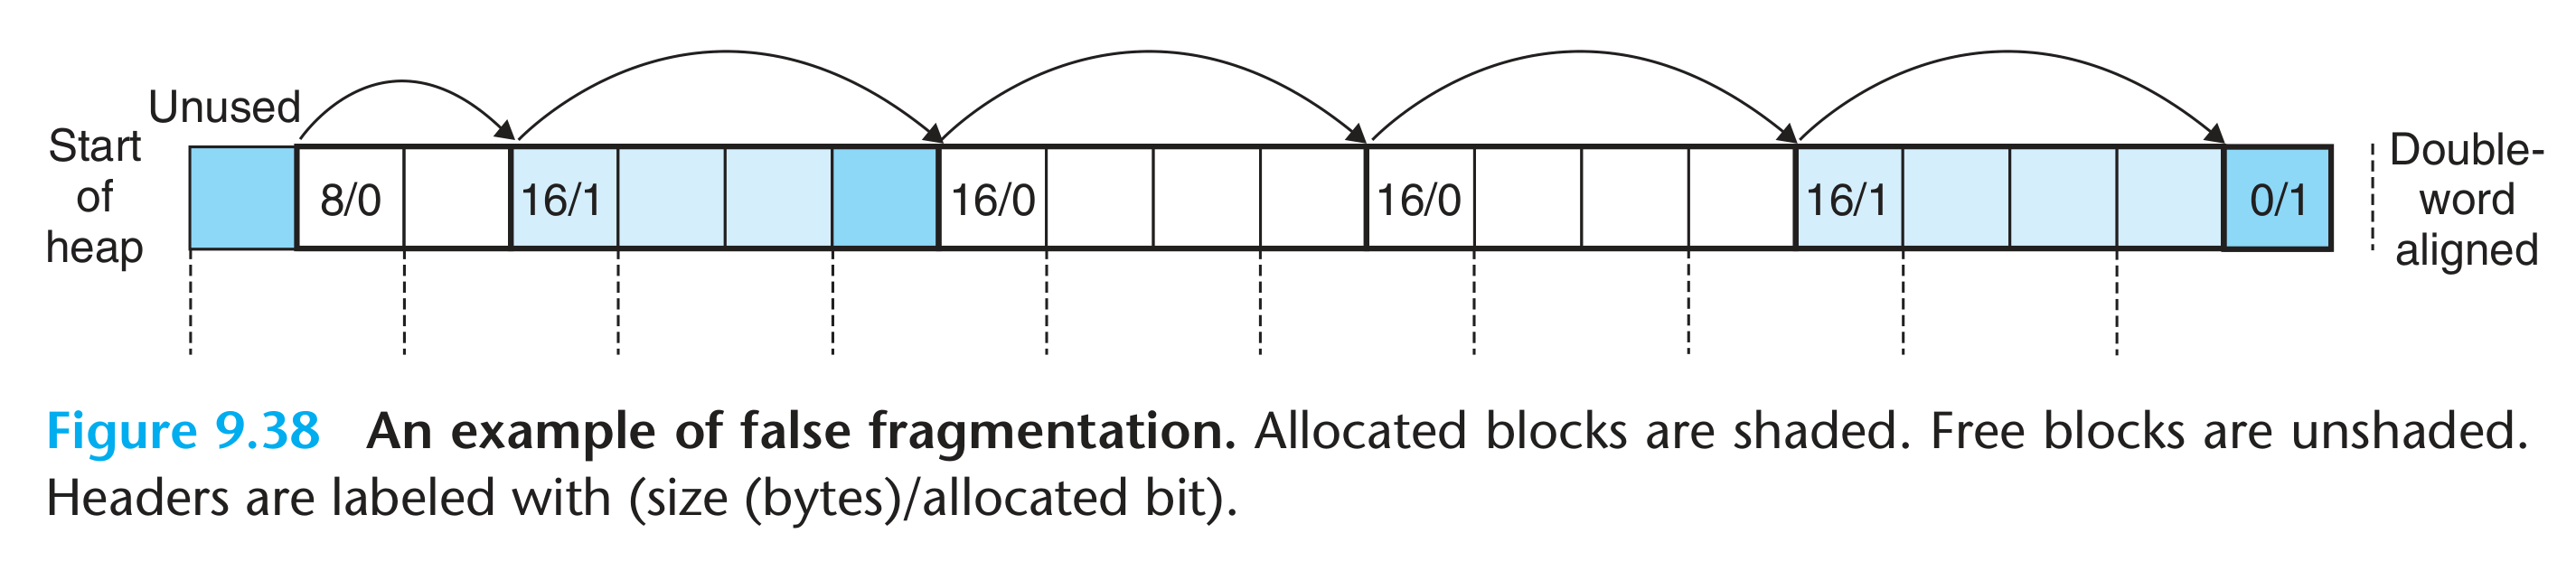 Unused
Start
of
heap
8/0
16/1
16/0
16/0
16/1
0/1
Double-
word
aligned
Figure 9.38 An example of false fragmentation. Allocated blocks are shaded. Free blocks are unshaded.
Headers are labeled with (size (bytes)/allocated bit).